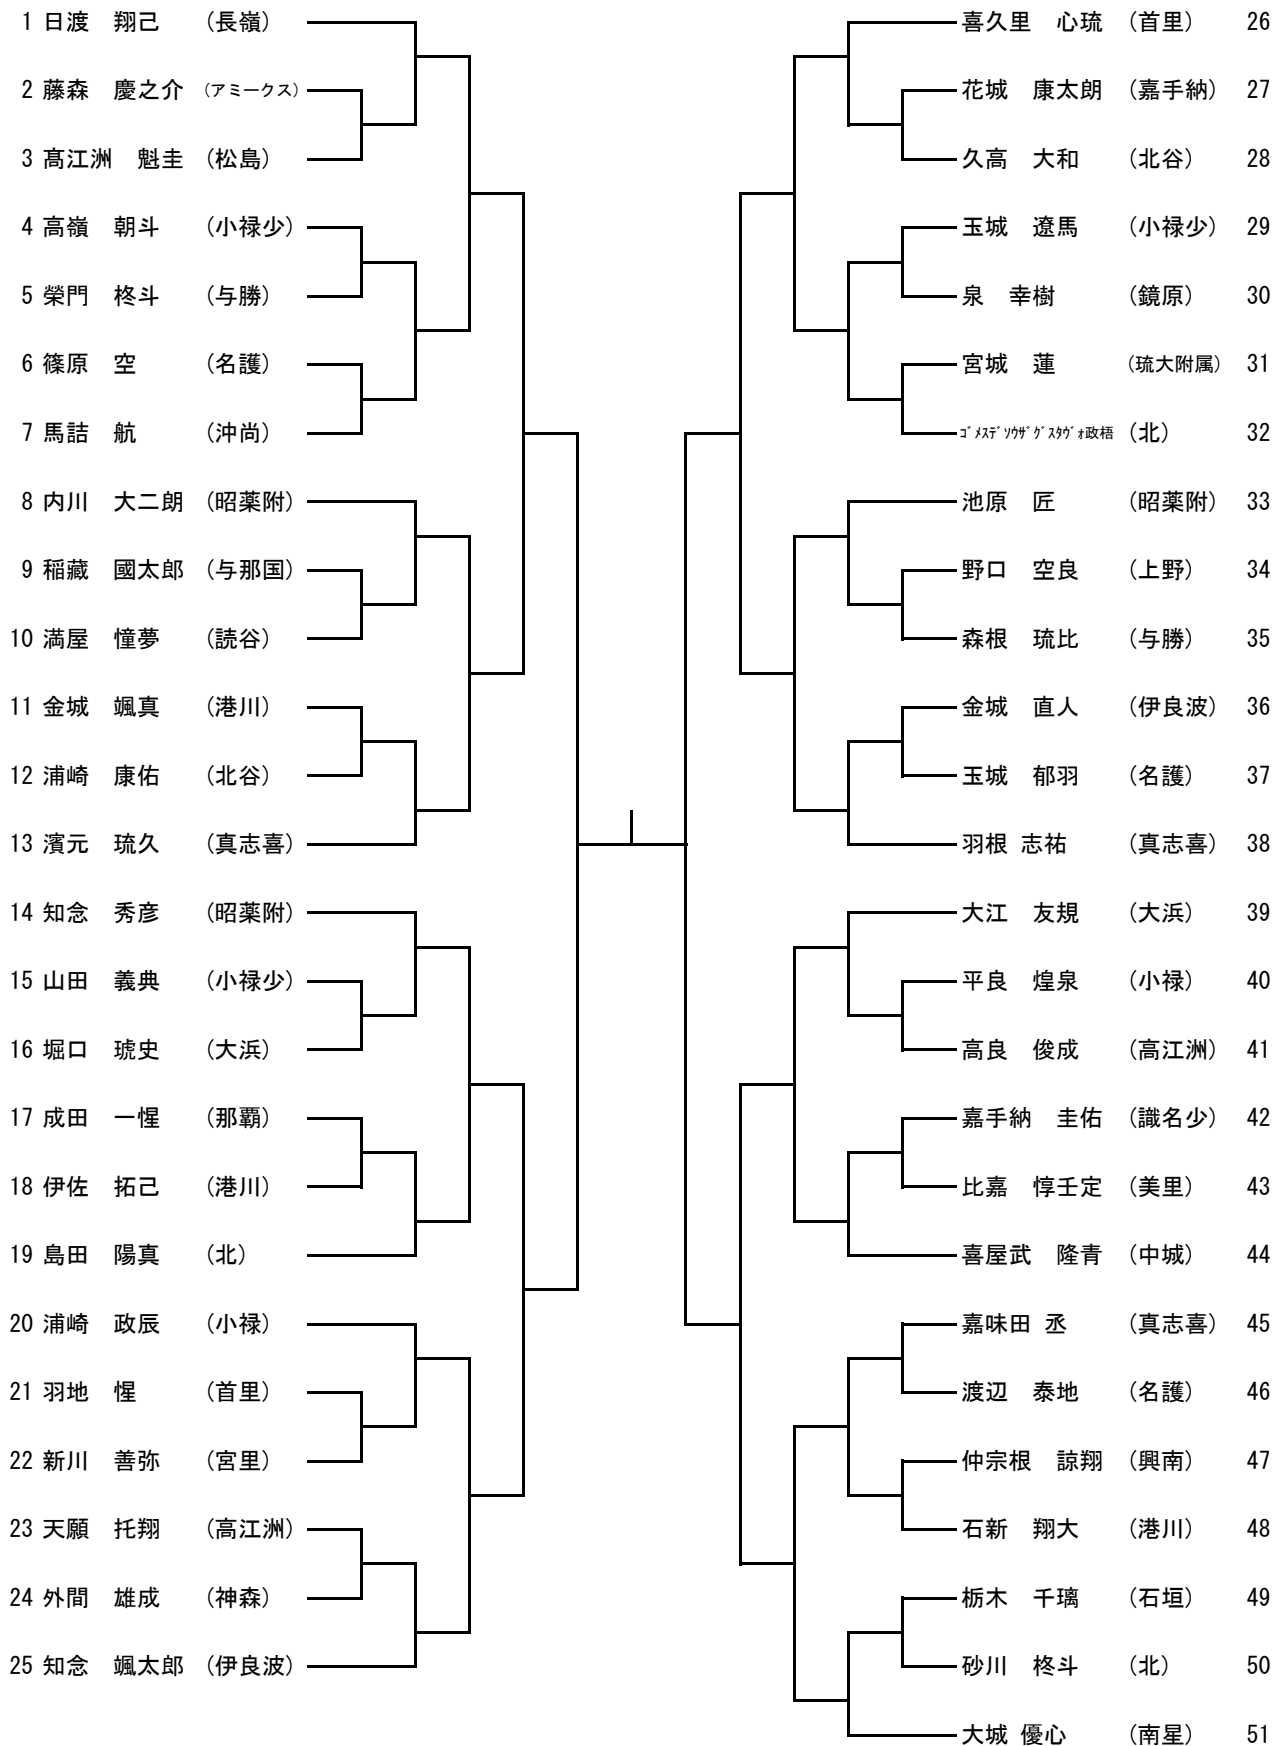 1 日渡　翔己　（長嶺）
2 藤森　慶之介　（アミークス）
3 髙江洲　魁圭　（松島）
4 高嶺　朝斗　（小禄少）
5 榮門　柊斗　（与勝）
6 篠原　空　（名護）
7 馬詰　航　（沖尚）
8 内川　大二朗　（昭薬附）
9 稲蔵　國太郎　（与那国）
10 満屋　憧夢　（読谷）
11 金城　颯真　（港川）
12 浦崎　康佑　（北谷）
13 濱元　琉久　（真志喜）
14 知念　秀彦　（昭薬附）
15 山田　義典　（小禄少）
16 堀口　琥史　（大浜）
17 成田　一惺　（那覇）
18 伊佐　拓己　（港川）
19 島田　陽真　（北）
20 浦崎　政辰　（小禄）
21 羽地　惺　（首里）
22 新川　善弥　（宮里）
23 天願　托翔　（高江洲）
24 外間　雄成　（神森）
25 知念　颯太郎　（伊良波）
喜久里　心琉　（首里）　26
花城　康太朗　（嘉手納）　27
久高　大和　（北谷）　28
玉城　遼馬　（小禄少）　29
泉　幸樹　（鏡原）　30
宮城　蓮　（琉大附属）　31
ｺﾞﾒｽﾃﾞｿｳｻﾞｸﾞｽﾀｳﾞｫ政梧　（北）　32
池原　匠　（昭薬附）　33
野口　空良　（上野）　34
森根　琉比　（与勝）　35
金城　直人　（伊良波）　36
玉城　郁羽　（名護）　37
羽根 志祐　（真志喜）　38
大江　友規　（大浜）　39
平良　煌泉　（小禄）　40
高良　俊成　（高江洲）　41
嘉手納　圭佑　（識名少）　42
比嘉　惇壬定　（美里）　43
喜屋武　隆青　（中城）　44
嘉味田 丞　（真志喜）　45
渡辺　泰地　（名護）　46
仲宗根　諒翔　（興南）　47
石新　翔大　（港川）　48
栃木　千璃　（石垣）　49
砂川　柊斗　（北）　50
大城 優心　（南星）　51